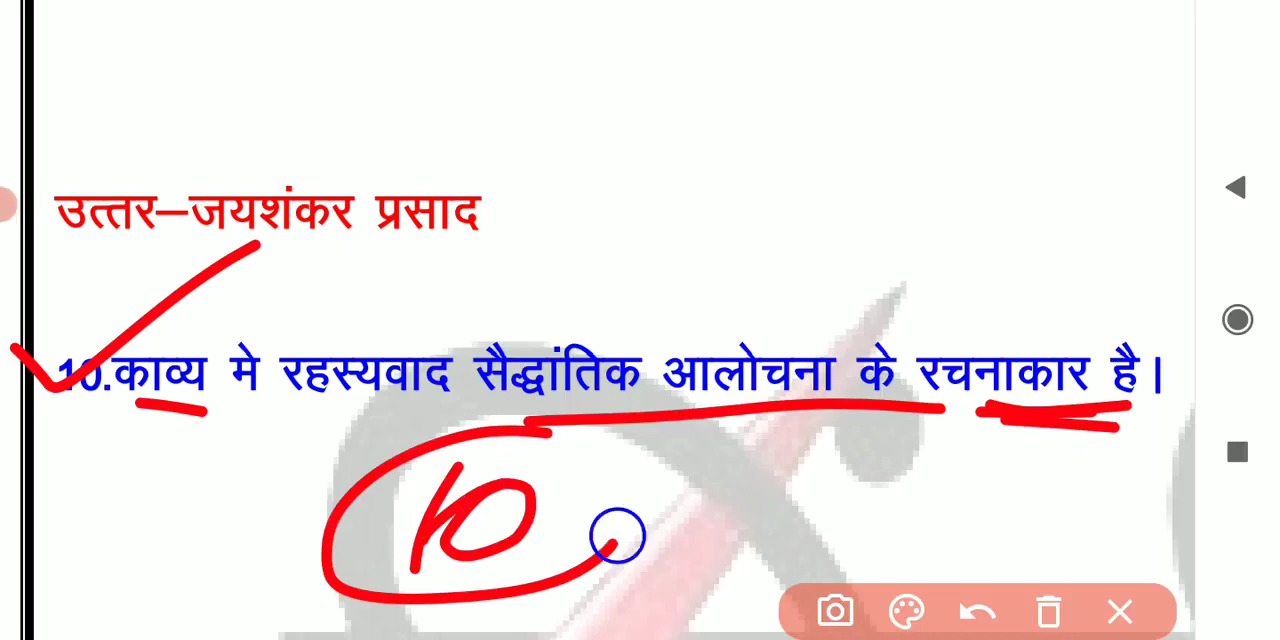 उत्तर–जयशंकर प्रसाद
10.काव्य मे रहस्यवाद सैद्धांतिक आलोचना के रचनाकार है।
10